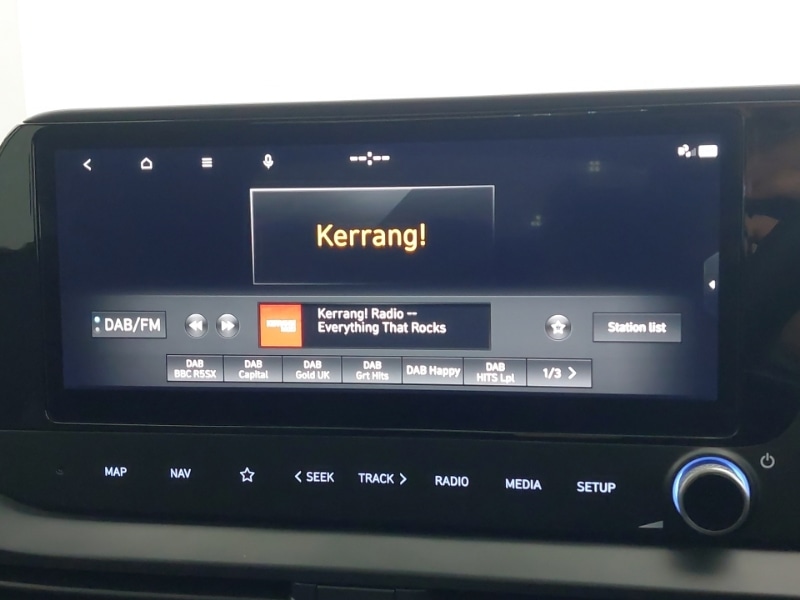 --:--
Kerrang!
DAB/FM
Kerrang! Radio --
Everything That Rocks
Station list
DAB
BBC R5SX
DAB
Capital
DAB
Gold UK
DAB
Grt Hits
DAB Happy
DAB
HITS Lpl
1/3
MAP
NAV
SEEK
TRACK
RADIO
MEDIA
SETUP